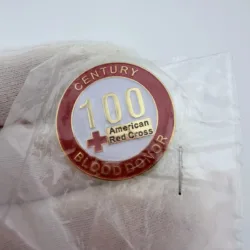 CENTURY
100
American
Red Cross
BLOOD DONOR